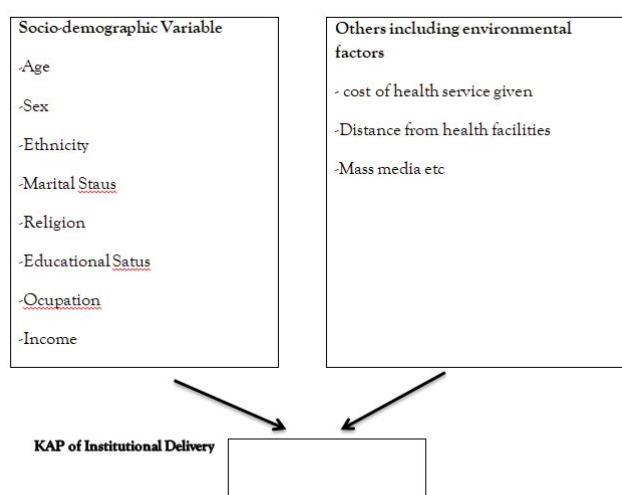 Socio-demographic Variable
-Age
-Sex
-Ethnicity
-Marital Staus
-Religion
-Educational Satus
-Ocupation
-Income
Others including environmental
factors
- cost of health service given
-Distance from health facilities
-Mass media etc
KAP of Institutional Delivery